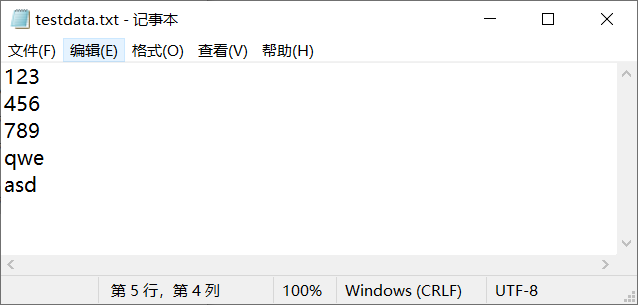 testdata.txt - 记事本
文件(F) 编辑(E) 格式(O) 查看(V) 帮助(H)
123
456
789
qwe
asd
第 5 行，第 4 列 100% Windows (CRLF) UTF-8